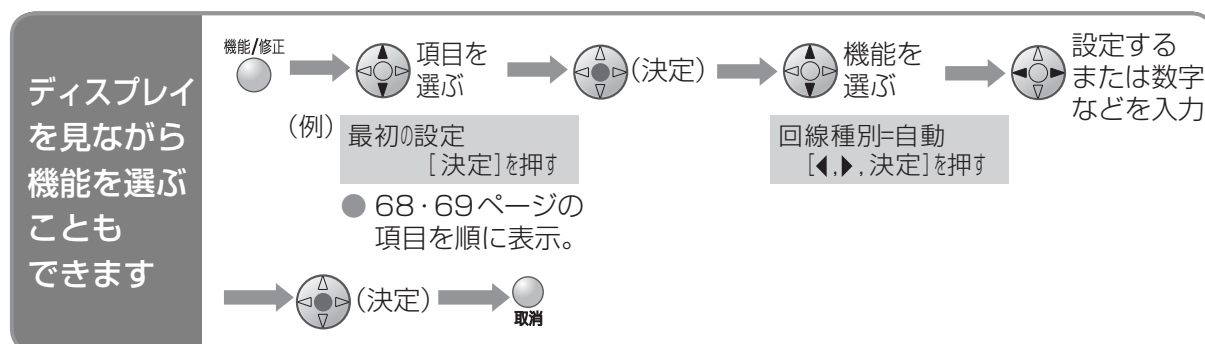 ディスプレイ
を見ながら
機能を選ぶ
ことも
できます
機能/修正
項目を
選ぶ
(決定)
機能を
選ぶ
設定する
または数字
などを入力
(例)
最初の設定
[決定]を押す
● 68・69ページの
項目を順に表示。
回線種別=自動
[◀,▶,決定]を押す
(決定)
取消